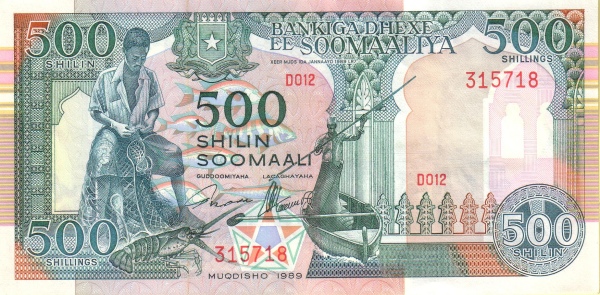 500
SHILIN
BANKIGA DHEXE
EE SOOMAALIYA
500
SHILLINGS
D012
315718
500
SHILIN
SOOMAALI
GUDDOOMIYAHA
LACAGHAYAHA
D012
500
SHILLINGS
315718
MUQDISHO 1989
500
SHILIN